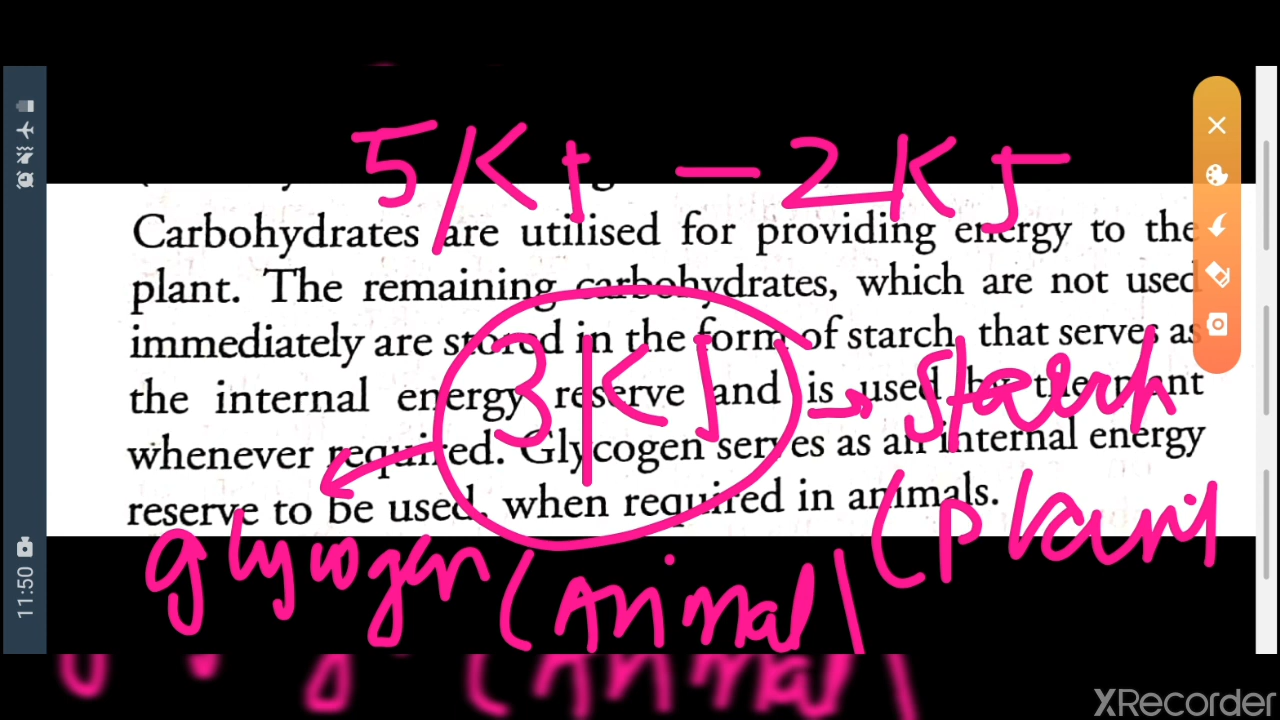 5 KJ - 2 KJ
Carbohydrates are utilised for providing energy to the
plant. The remaining carbohydrates, which are not used
immediately are stored in the form of starch, that serves as
the internal energy reserve and is used by the plant
whenever required. Glycogen serves as an internal energy
reserve to be used, when required in animals.
3 KJ
starch
(plant
glycogen (Animal)
(Animal)
11:50
XRecorder